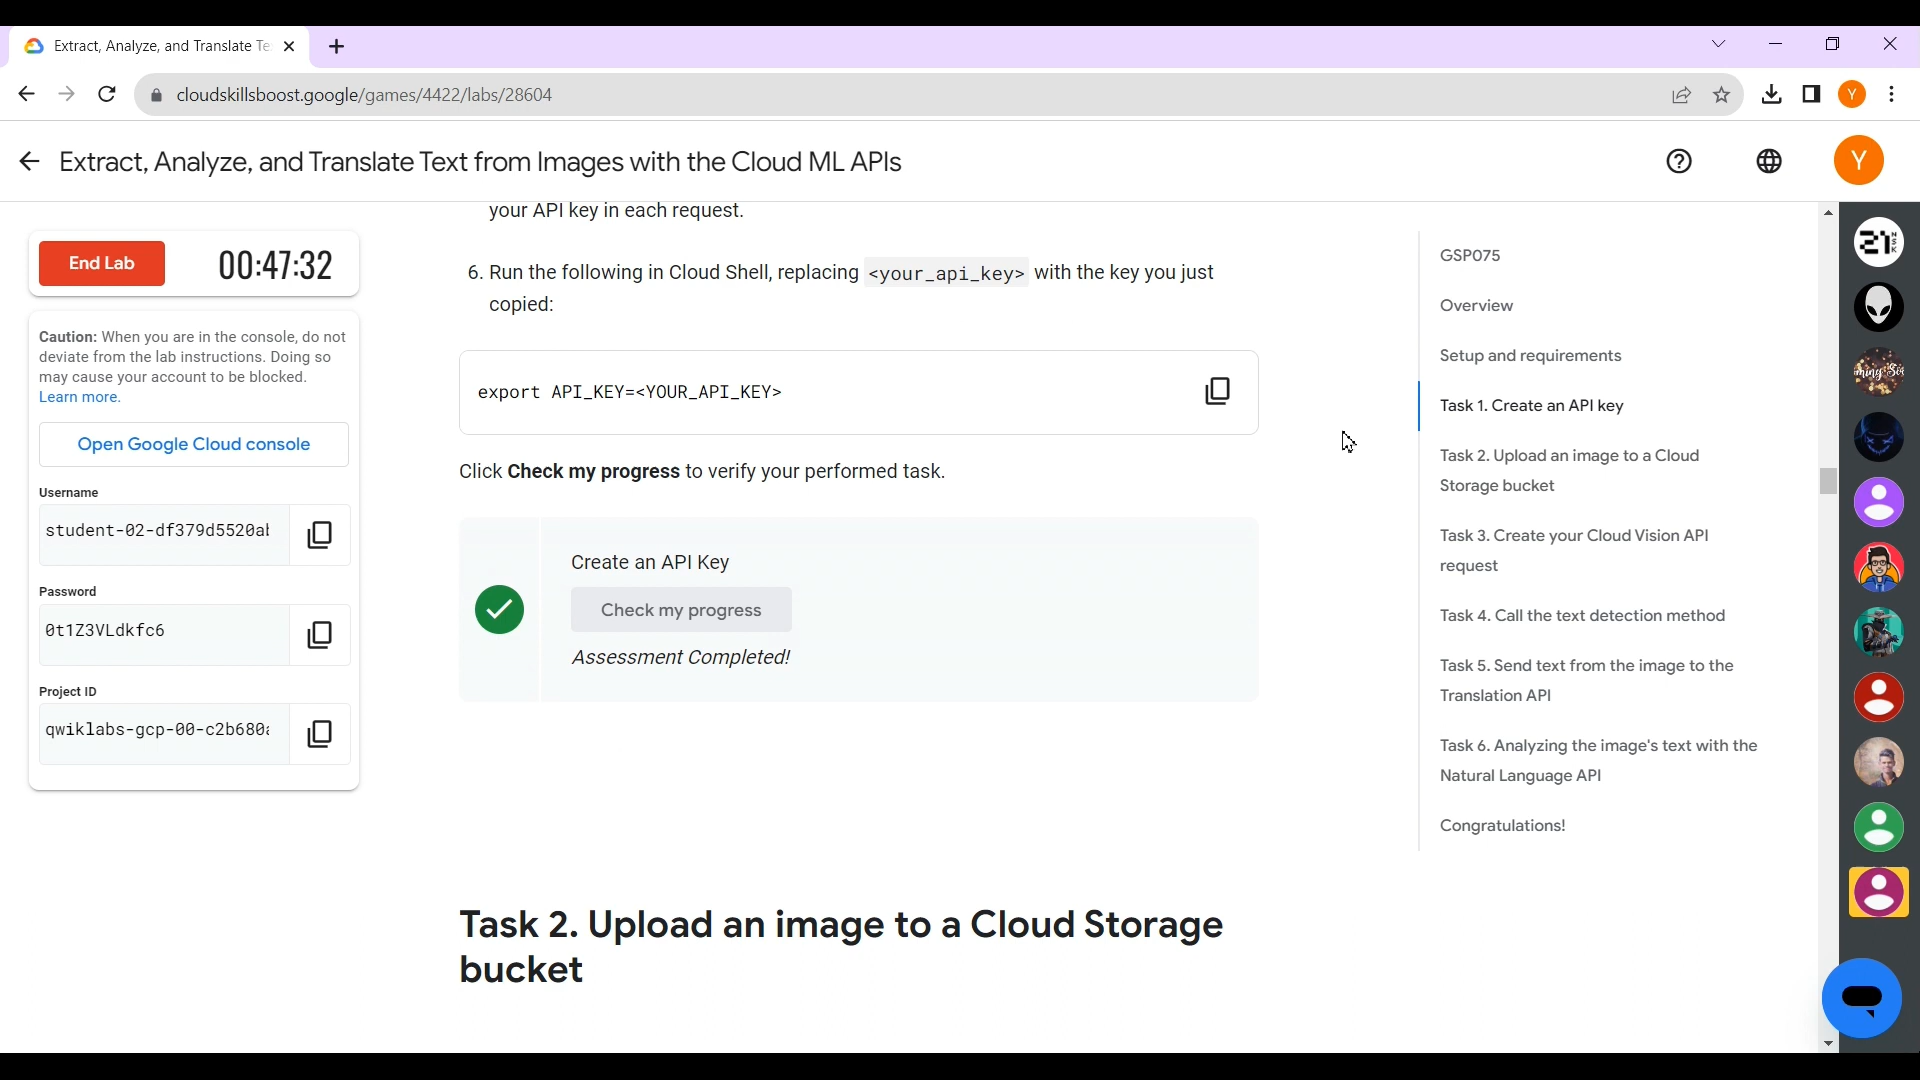 Extract, Analyze, and Translate Te
cloudskillsboost.google/games/4422/labs/28604
Y
Extract, Analyze, and Translate Text from Images with the Cloud ML APIs
Y
End Lab
00:47:32
Caution: When you are in the console, do not
deviate from the lab instructions. Doing so
may cause your account to be blocked.
Learn more.
Open Google Cloud console
Username
student-02-df379d5520ab
Password
0t1Z3VLdkfc6
Project ID
qwiklabs-gcp-00-c2b680a
your API key in each request.
6. Run the following in Cloud Shell, replacing <your_api_key> with the key you just
copied:
export API_KEY=<YOUR_API_KEY>
Click Check my progress to verify your performed task.
Create an API Key
Check my progress
Assessment Completed!
Task 2. Upload an image to a Cloud Storage
bucket
GSP075
Overview
Setup and requirements
Task 1. Create an API key
Task 2. Upload an image to a Cloud
Storage bucket
Task 3. Create your Cloud Vision API
request
Task 4. Call the text detection method
Task 5. Send text from the image to the
Translation API
Task 6. Analyzing the image's text with the
Natural Language API
Congratulations!
21
NSK